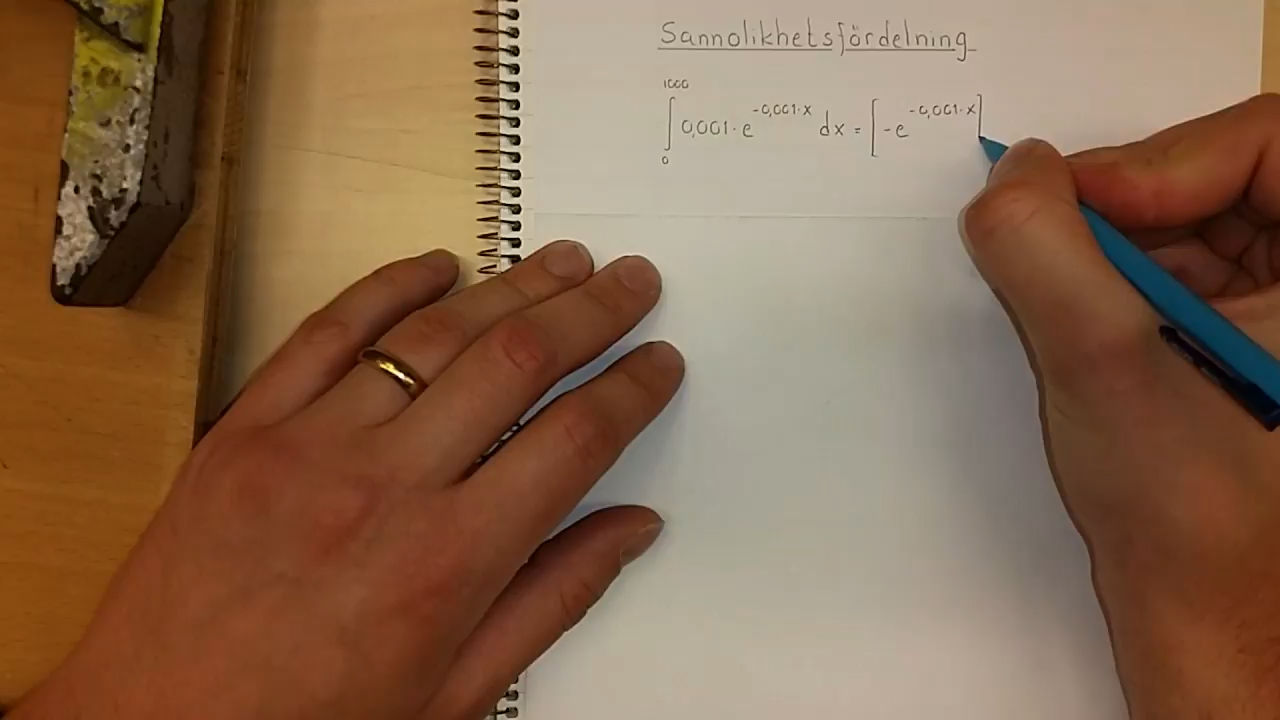 Sannolikhetsfördelning
1000
∫ 0,001·e^-0,001·x dx = [-e^-0,001·x]
0